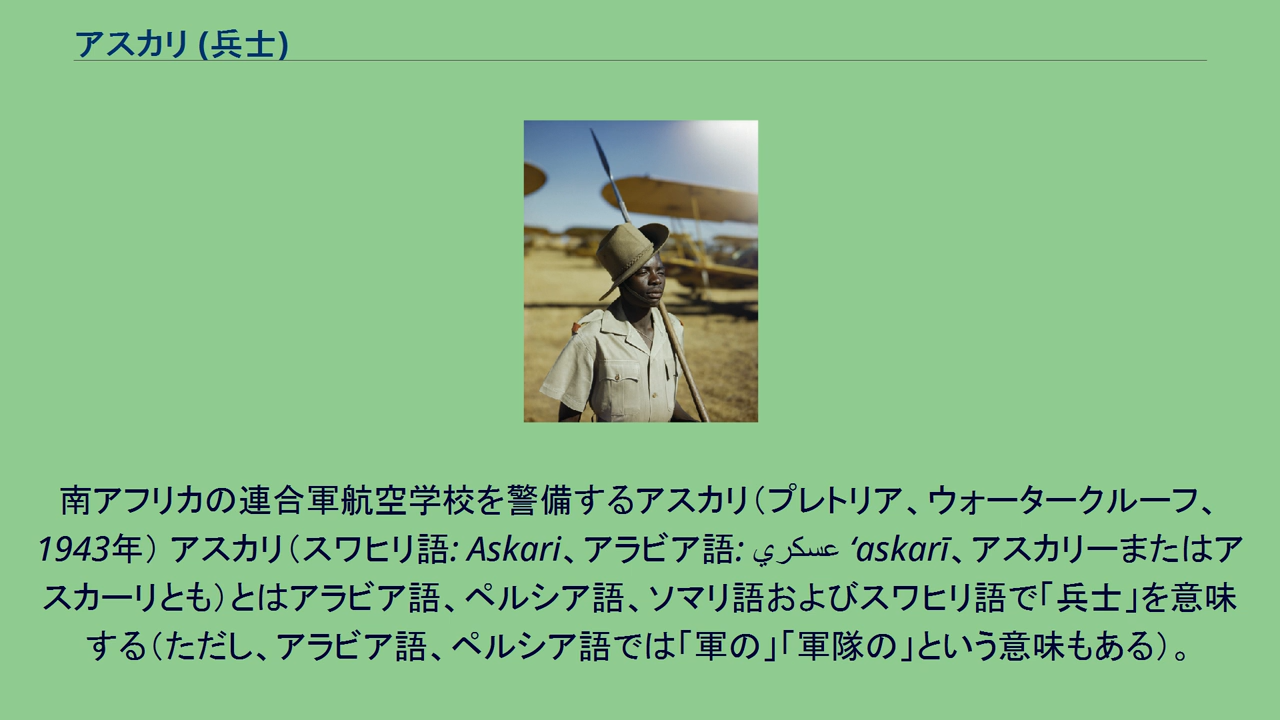 アスカリ (兵士)
南アフリカの連合軍航空学校を警備するアスカリ（プレトリア、ウォータークルーフ、
1943年） アスカリ（スワヒリ語: Askari、アラビア語: عسكري ‘askarī、アスカリーまたはア
スカーリとも）とはアラビア語、ペルシア語、ソマリ語およびスワヒリ語で「兵士」を意味
する（ただし、アラビア語、ペルシア語では「軍の」「軍隊の」という意味もある）。